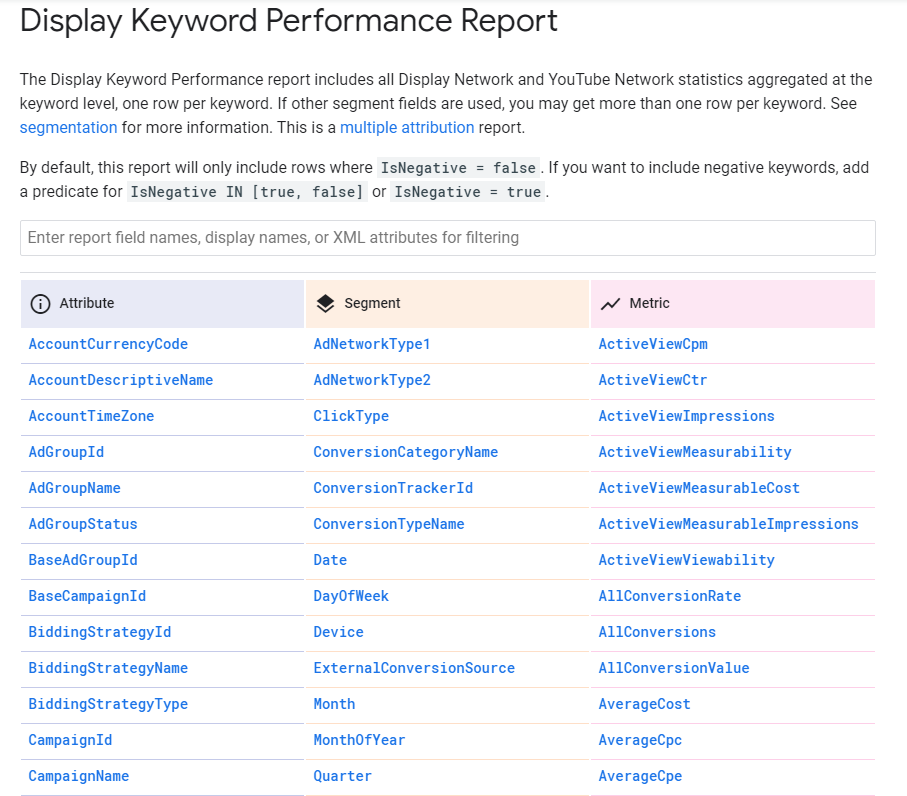 Display Keyword Performance Report
The Display Keyword Performance report includes all Display Network and YouTube Network statistics aggregated at the
keyword level, one row per keyword. If other segment fields are used, you may get more than one row per keyword. See
segmentation for more information. This is a multiple attribution report.
By default, this report will only include rows where IsNegative = false. If you want to include negative keywords, add
a predicate for IsNegative IN [true, false] or IsNegative = true.
Enter report field names, display names, or XML attributes for filtering
Attribute Segment Metric
AccountCurrencyCode AdNetworkType1 ActiveViewCpm
AccountDescriptiveName AdNetworkType2 ActiveViewCtr
AccountTimeZone ClickType ActiveViewImpressions
AdGroupId ConversionCategoryName ActiveViewMeasurability
AdGroupName ConversionTrackerId ActiveViewMeasurableCost
AdGroupStatus ConversionTypeName ActiveViewMeasurableImpressions
BaseAdGroupId Date ActiveViewViewability
BaseCampaignId DayOfWeek AllConversionRate
BiddingStrategyId Device AllConversions
BiddingStrategyName ExternalConversionSource AllConversionValue
BiddingStrategyType Month AverageCost
CampaignId MonthOfYear AverageCpc
CampaignName Quarter AverageCpe